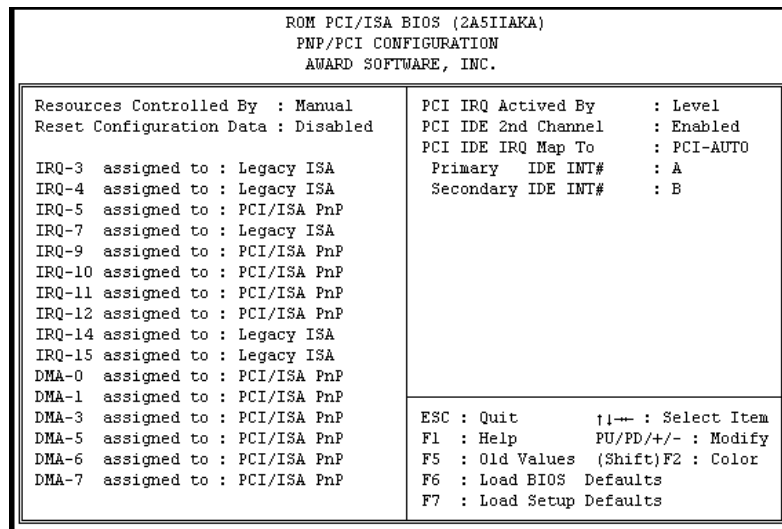 ROM PCI/ISA BIOS (2A5IIAKA)
PNP/PCI CONFIGURATION
AWARD SOFTWARE, INC.
Resources Controlled By : Manual
Reset Configuration Data : Disabled
IRQ-3 assigned to : Legacy ISA
IRQ-4 assigned to : Legacy ISA
IRQ-5 assigned to : PCI/ISA PnP
IRQ-7 assigned to : Legacy ISA
IRQ-9 assigned to : PCI/ISA PnP
IRQ-10 assigned to : PCI/ISA PnP
IRQ-11 assigned to : PCI/ISA PnP
IRQ-12 assigned to : PCI/ISA PnP
IRQ-14 assigned to : Legacy ISA
IRQ-15 assigned to : Legacy ISA
DMA-0 assigned to : PCI/ISA PnP
DMA-1 assigned to : PCI/ISA PnP
DMA-3 assigned to : PCI/ISA PnP
DMA-5 assigned to : PCI/ISA PnP
DMA-6 assigned to : PCI/ISA PnP
DMA-7 assigned to : PCI/ISA PnP
PCI IRQ Actived By : Level
PCI IDE 2nd Channel : Enabled
PCI IDE IRQ Map To : PCI-AUTO
Primary IDE INT# : A
Secondary IDE INT# : B
ESC : Quit ↑↓→← : Select Item
F1 : Help PU/PD/+/- : Modify
F5 : Old Values (Shift)F2 : Color
F6 : Load BIOS Defaults
F7 : Load Setup Defaults